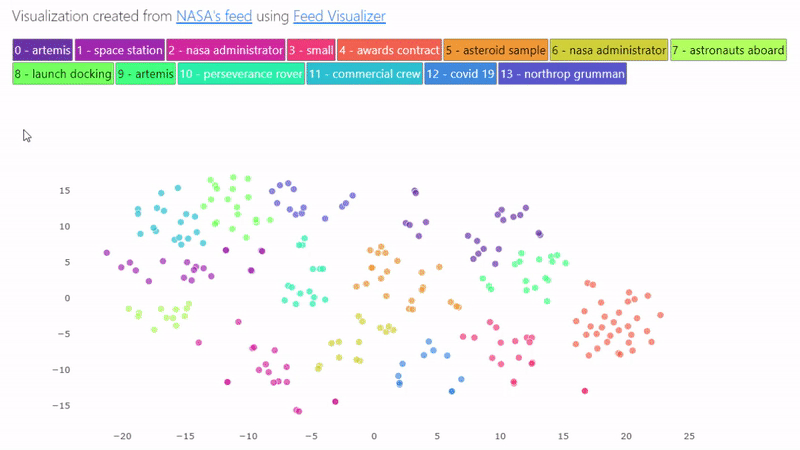 Visualization created from NASA's feed using Feed Visualizer
0 - artemis 1 - space station 2 - nasa administrator 3 - small 4 - awards contract 5 - asteroid sample 6 - nasa administrator 7 - astronauts aboard
8 - launch docking 9 - artemis 10 - perseverance rover 11 - commercial crew 12 - covid 19 13 - northrop grumman
15
10
5
0
−5
−10
−15
−20 −15 −10 −5 0 5 10 15 20 25